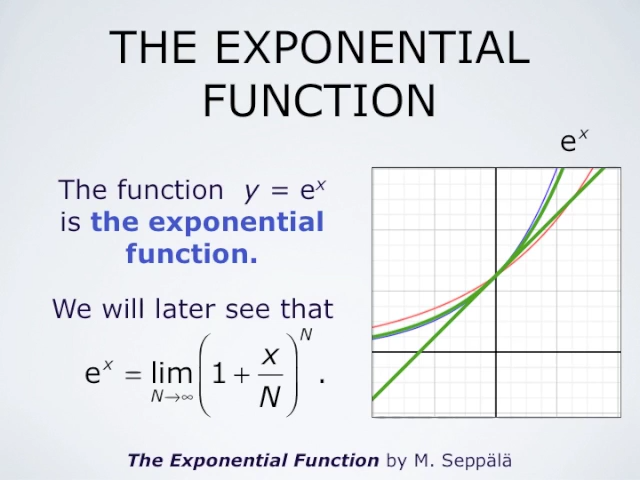 THE EXPONENTIAL
FUNCTION
eˣ
The function y = eˣ
is the exponential
function.
We will later see that
eˣ = lim_{N→∞} (1 + x/N)^N .
The Exponential Function by M. Seppälä